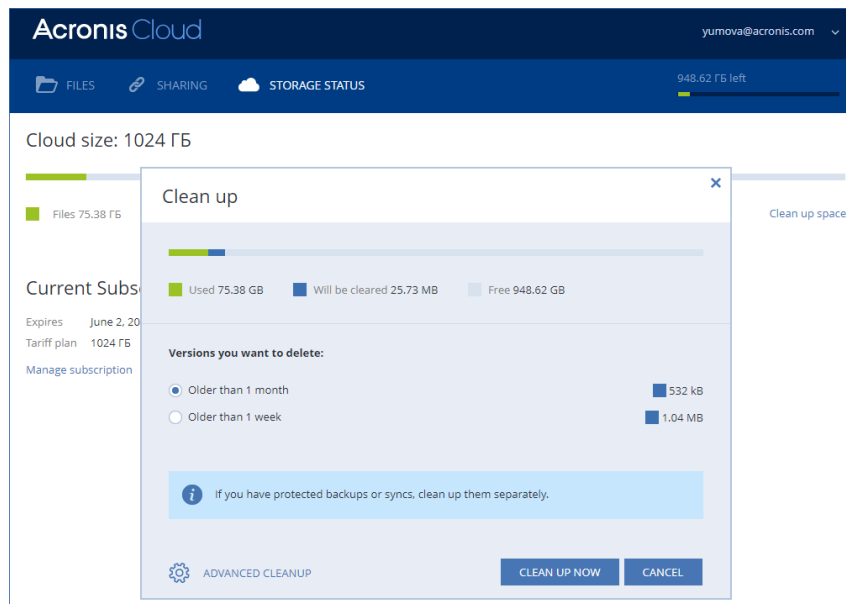 Acronis Cloud
yumova@acronis.com
FILES
SHARING
STORAGE STATUS
948.62 ГБ left
Cloud size: 1024 ГБ
Files 75.38 ГБ
Clean up space
Clean up
Used 75.38 GB
Will be cleared 25.73 MB
Free 948.62 GB
Current Subs
Expires June 2, 20
Tariff plan 1024 ГБ
Manage subscription
Versions you want to delete:
Older than 1 month
532 kB
Older than 1 week
1.04 MB
If you have protected backups or syncs, clean up them separately.
ADVANCED CLEANUP
CLEAN UP NOW
CANCEL